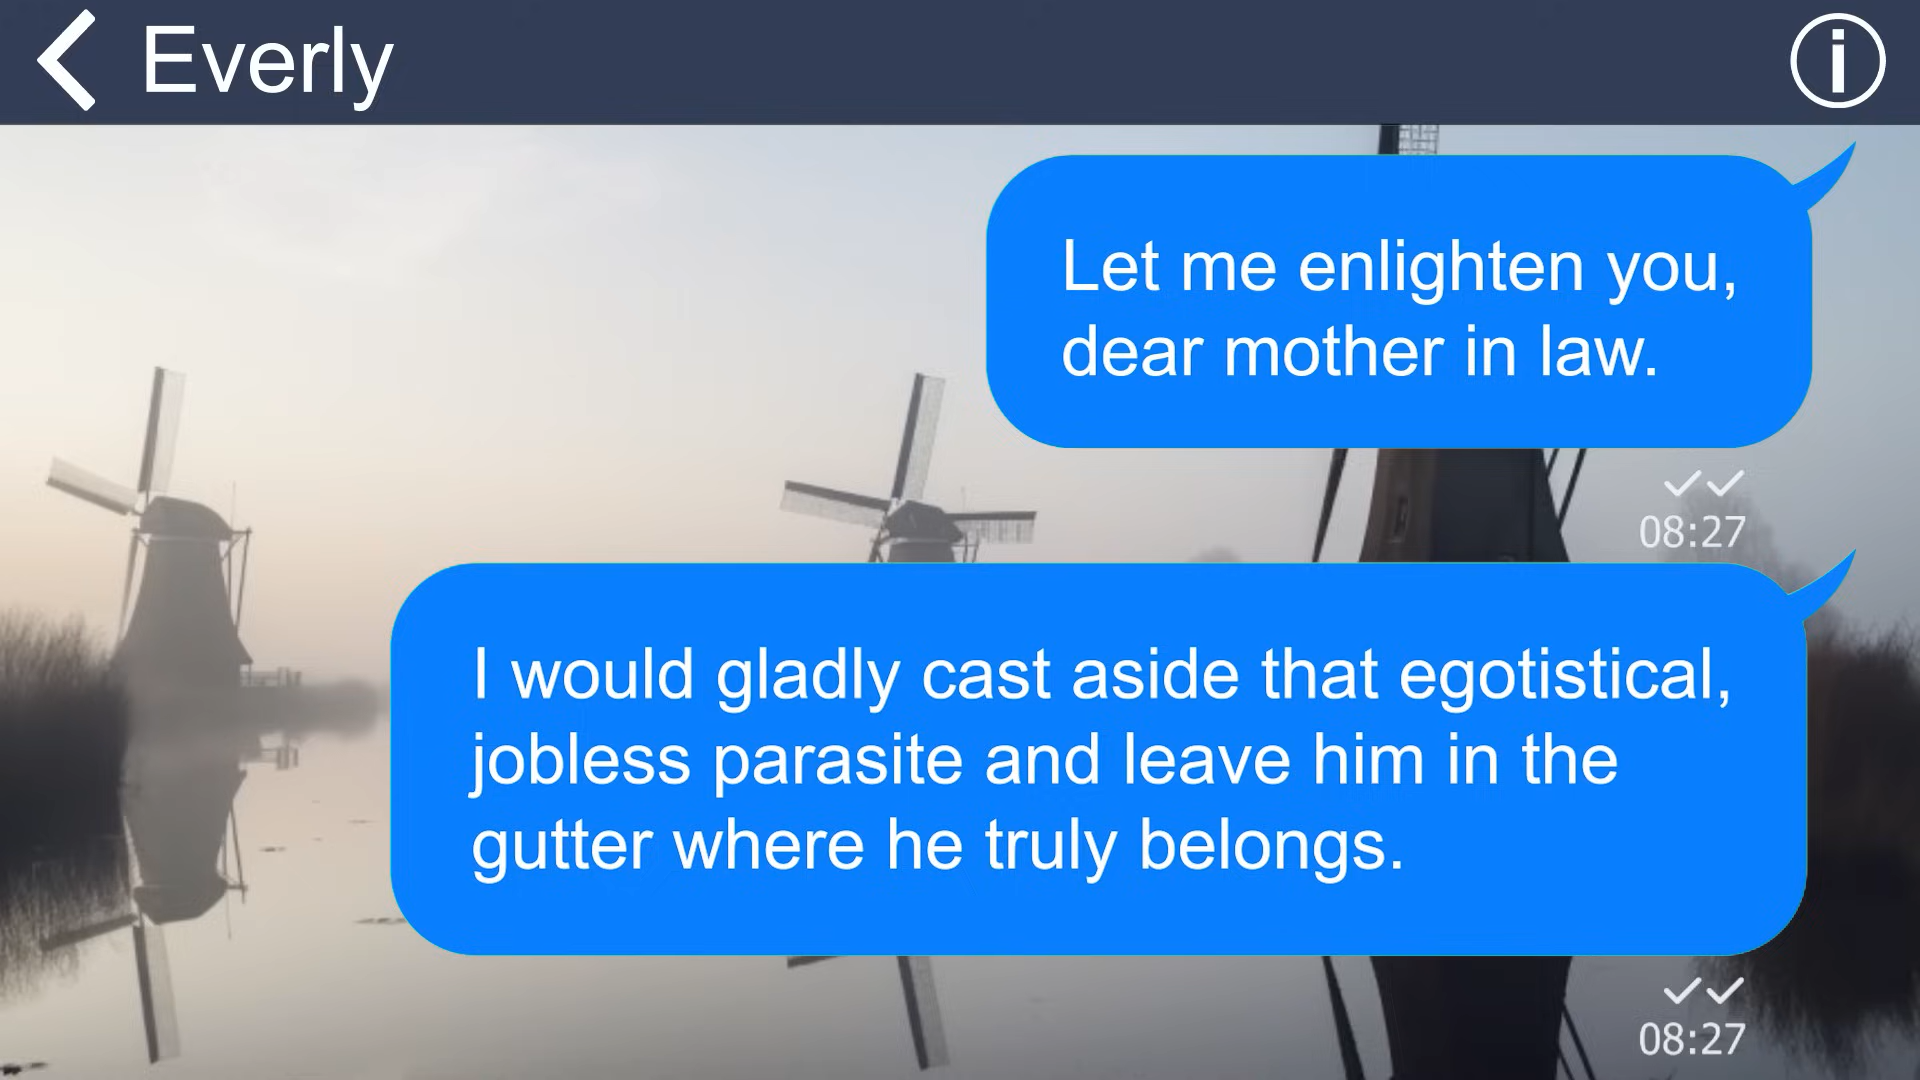 Everly
Let me enlighten you,
dear mother in law.
08:27
I would gladly cast aside that egotistical,
jobless parasite and leave him in the
gutter where he truly belongs.
08:27